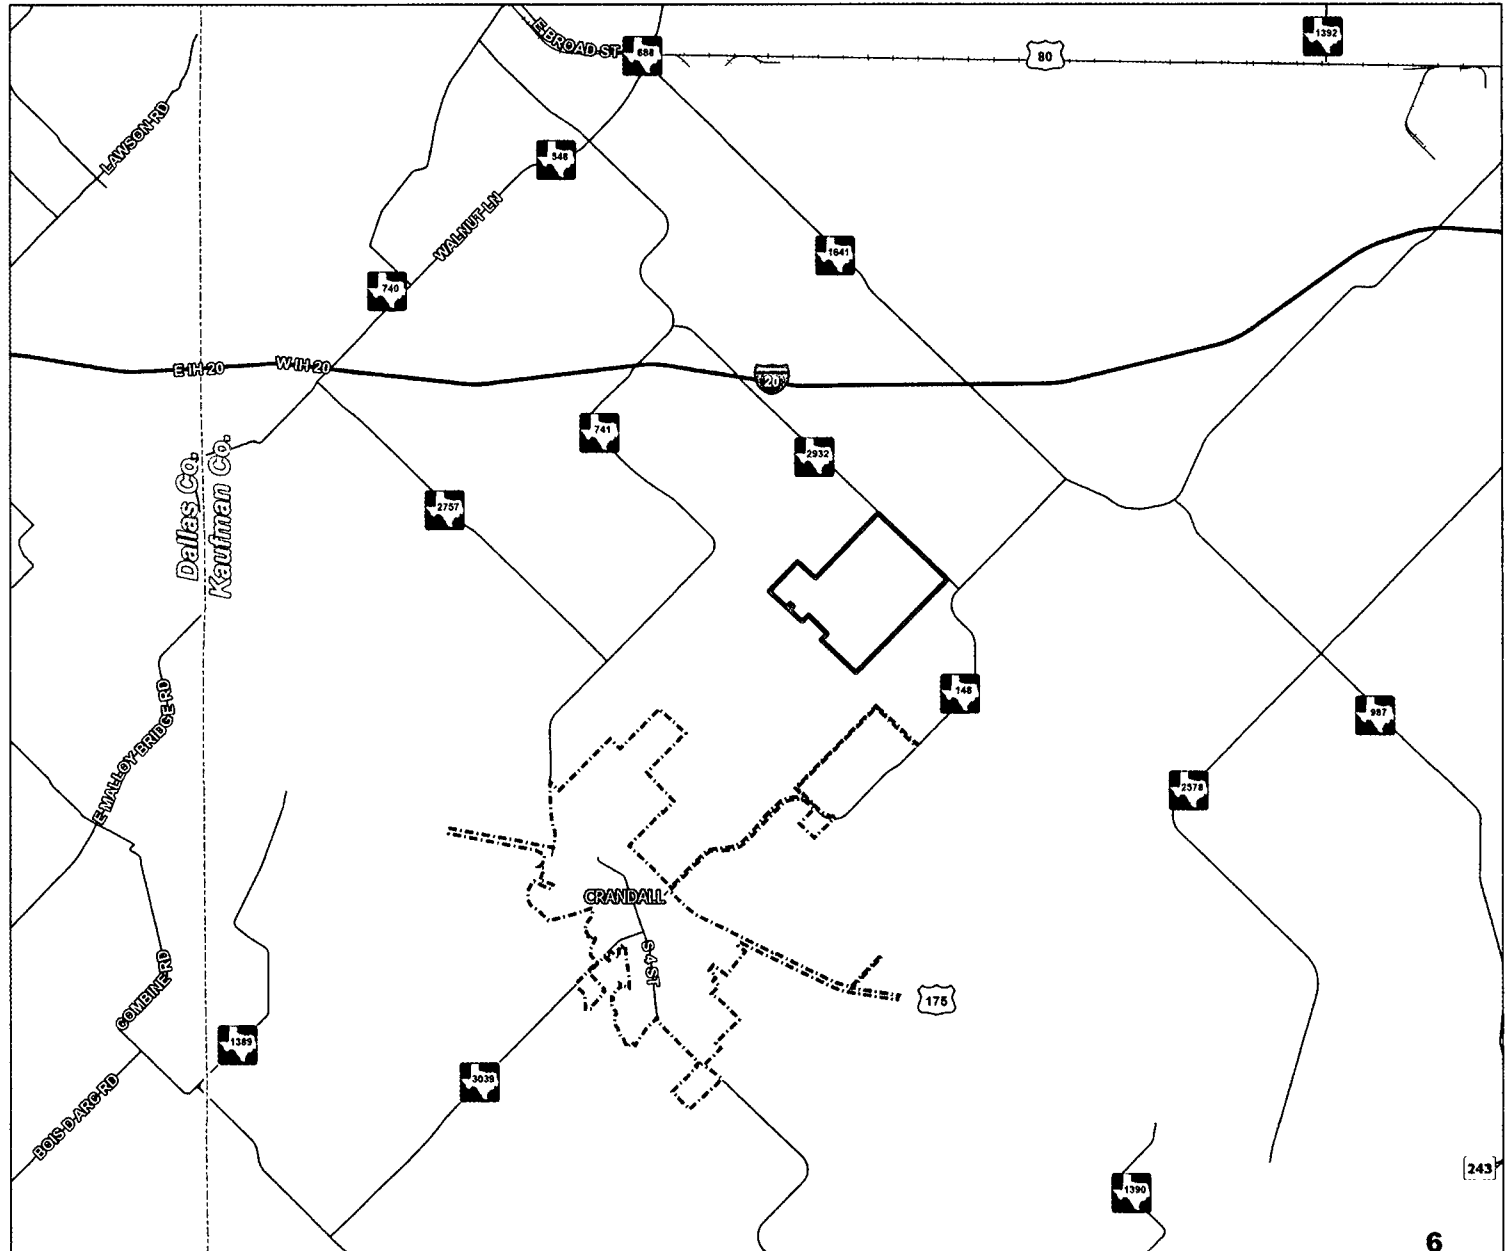 E BROAD ST
688
80
1392
LAWSON RD
548
WALNUT LN
1641
740
E IH 20
W IH 20
20
741
2932
Dallas Co.
Kaufman Co.
2757
148
987
E MALLOY BRIDGE RD
2578
CRANDALL
S 4 ST
COMBINE RD
175
1389
3039
BOIS D ARC RD
243
1390
6